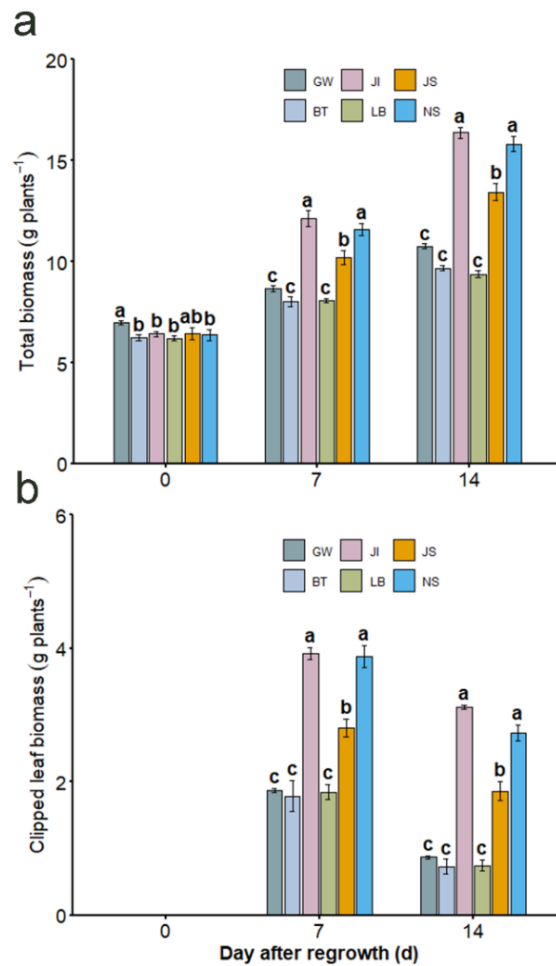 a
20
15
10
5
0
Total biomass (g plants⁻¹)
GW JI JS
BT LB NS
a b b b ab b
c c a c b a
c c a c b a
0 7 14
b
6
4
2
0
Clipped leaf biomass (g plants⁻¹)
GW JI JS
BT LB NS
c c a c b a
c c a c b a
0 7 14
Day after regrowth (d)